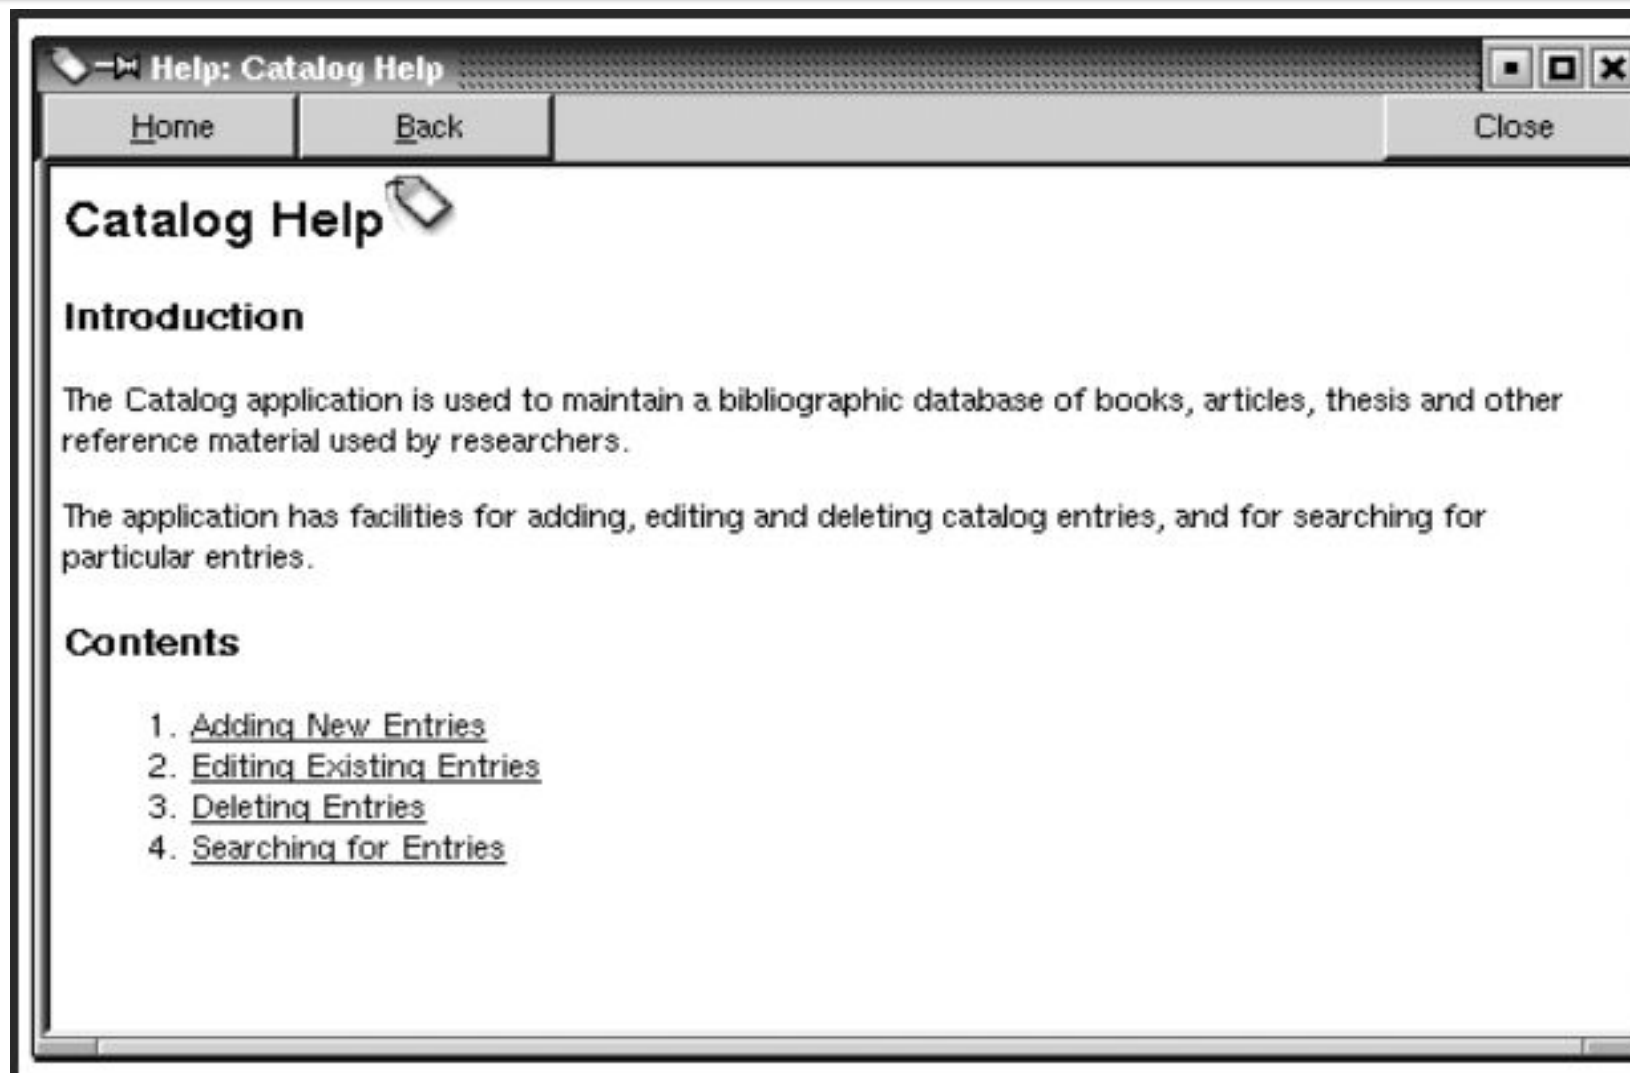 Help: Catalog Help
Home Back Close
Catalog Help
Introduction
The Catalog application is used to maintain a bibliographic database of books, articles, thesis and other
reference material used by researchers.
The application has facilities for adding, editing and deleting catalog entries, and for searching for
particular entries.
Contents
1. Adding New Entries
2. Editing Existing Entries
3. Deleting Entries
4. Searching for Entries